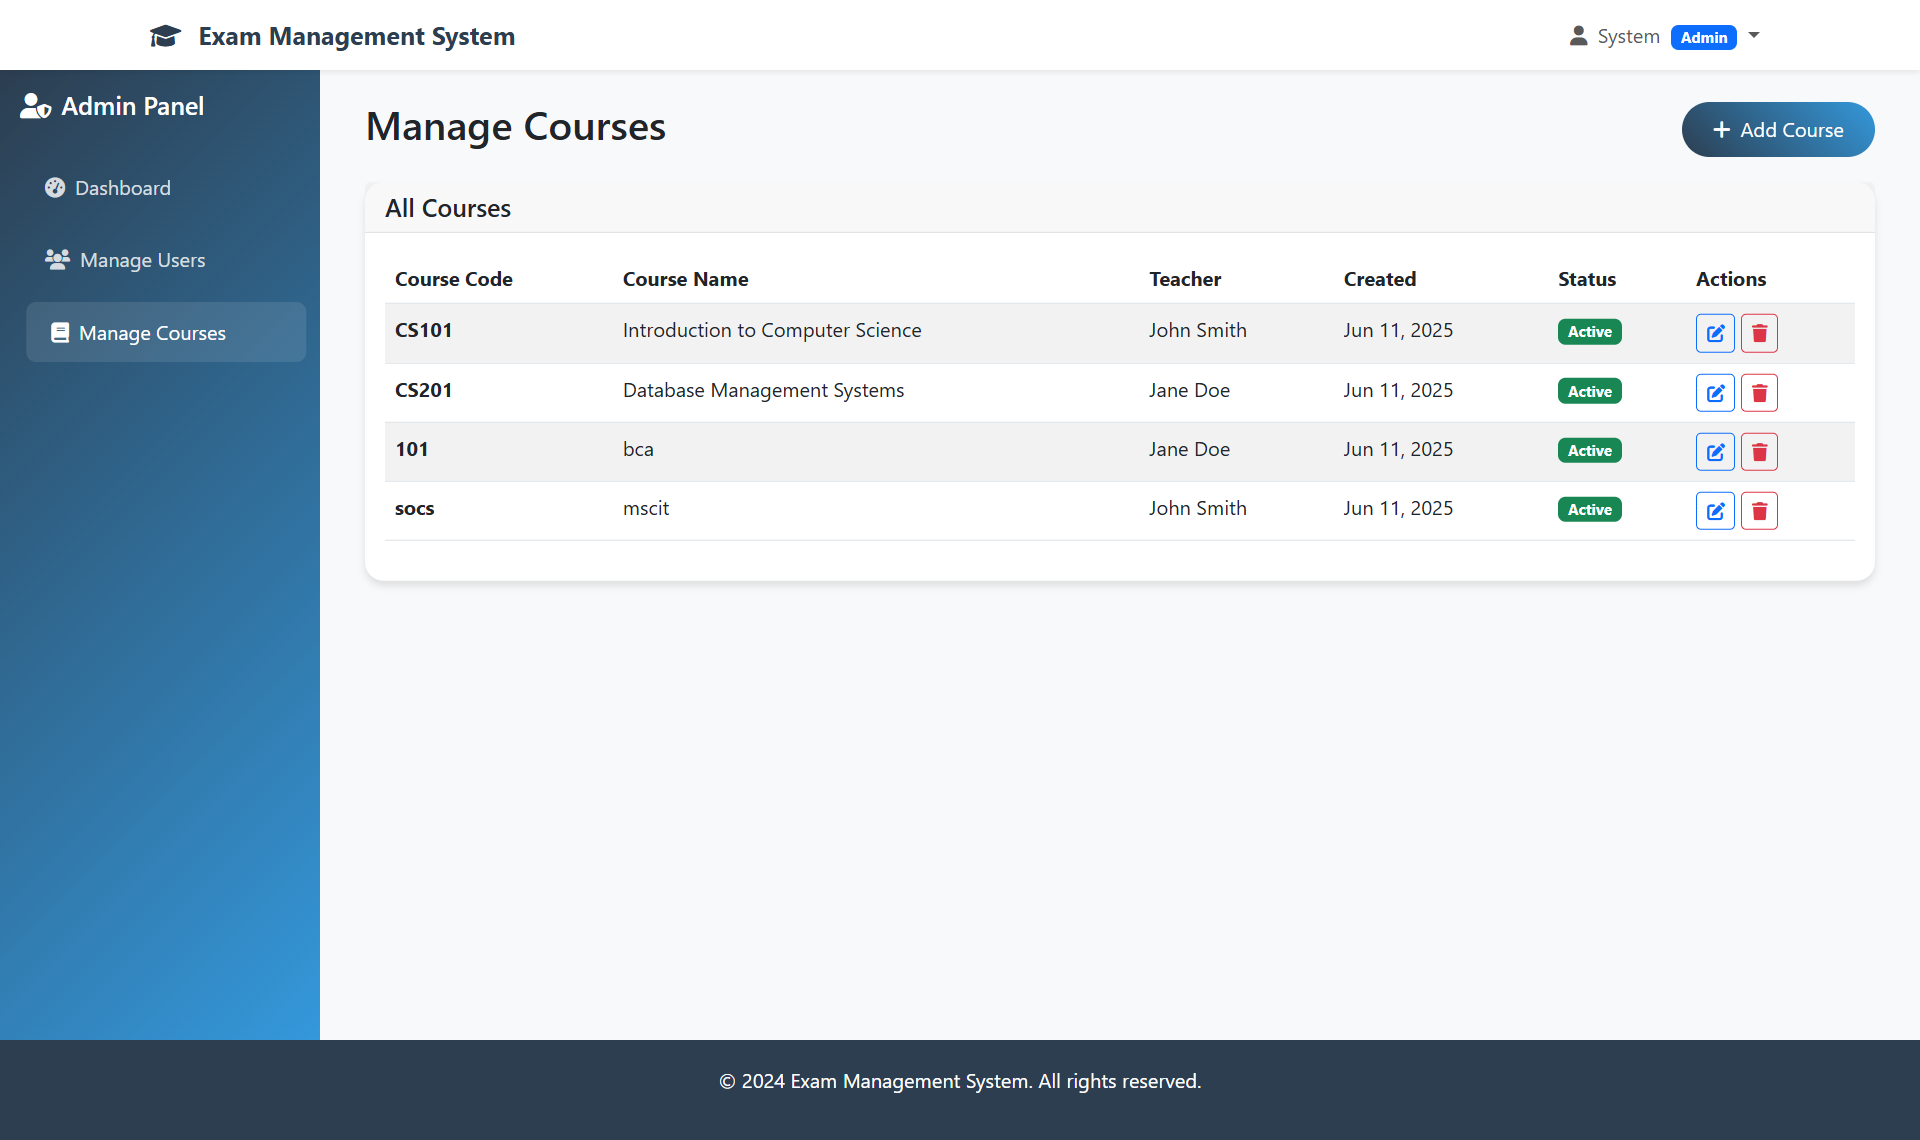 Exam Management System
System Admin
Admin Panel
Dashboard
Manage Users
Manage Courses
Manage Courses
Add Course
All Courses
Course Code Course Name Teacher Created Status Actions
CS101 Introduction to Computer Science John Smith Jun 11, 2025 Active
CS201 Database Management Systems Jane Doe Jun 11, 2025 Active
101 bca Jane Doe Jun 11, 2025 Active
socs mscit John Smith Jun 11, 2025 Active
© 2024 Exam Management System. All rights reserved.